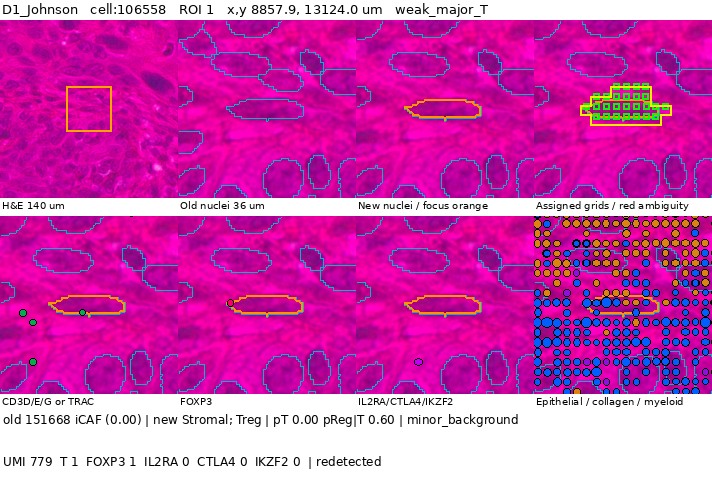 D1_Johnson   cell:106558   ROI 1   x,y 8857.9, 13124.0 um   weak_major_T
H&E 140 um
Old nuclei 36 um
New nuclei / focus orange
Assigned grids / red ambiguity
CD3D/E/G or TRAC
FOXP3
IL2RA/CTLA4/IKZF2
Epithelial / collagen / myeloid
old 151668 iCAF (0.00) | new Stromal; Treg | pT 0.00 pReg|T 0.60 | minor_background
UMI 779  T 1  FOXP3 1  IL2RA 0  CTLA4 0  IKZF2 0  | redetected